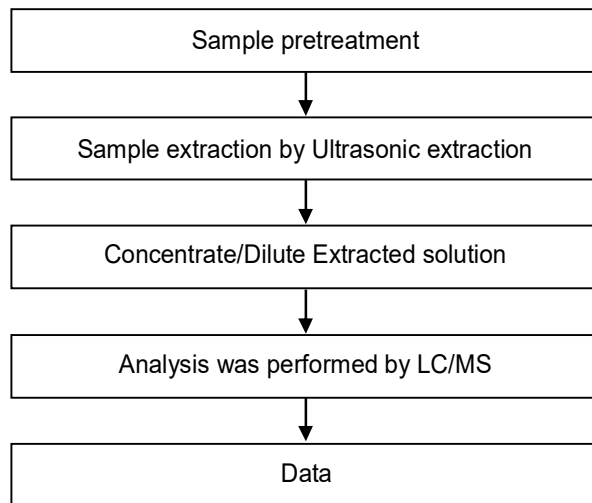 Sample pretreatment
Sample extraction by Ultrasonic extraction
Concentrate/Dilute Extracted solution
Analysis was performed by LC/MS
Data